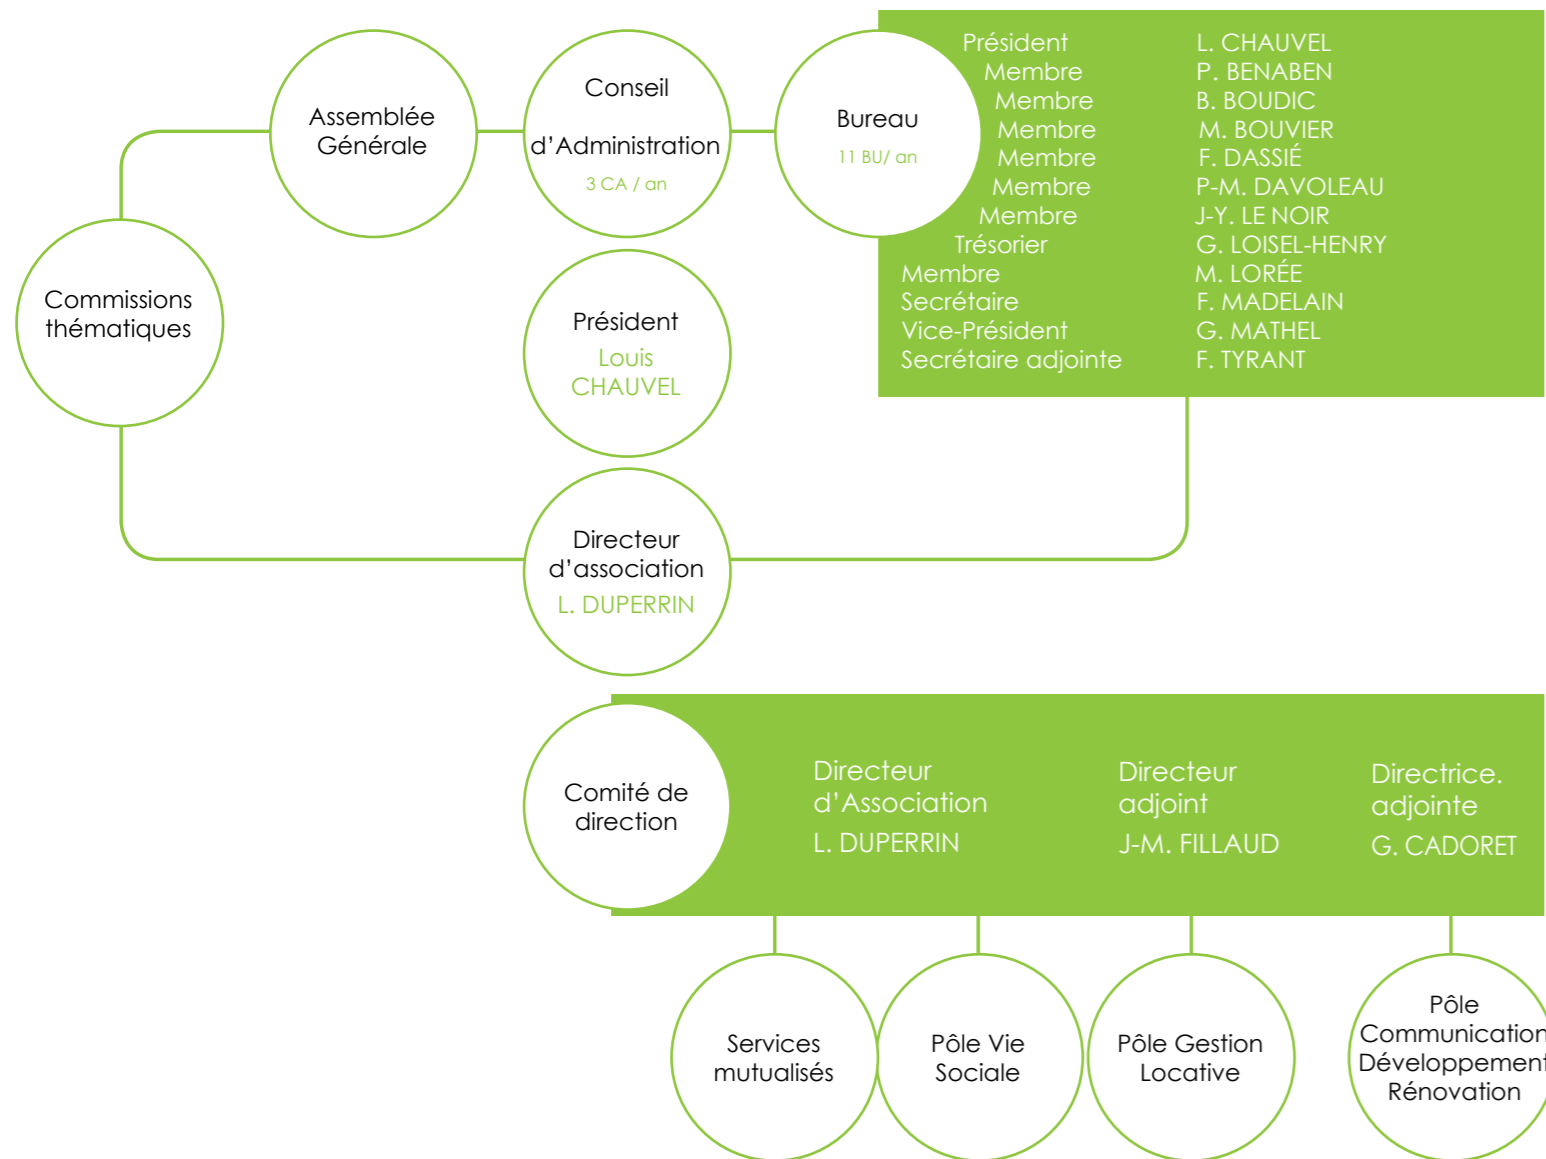 Assemblée
Générale
Conseil
d’Administration
3 CA / an
Bureau
11 BU/ an
Président L. CHAUVEL
Membre P. BENABEN
Membre B. BOUDIC
Membre M. BOUVIER
Membre F. DASSIÉ
Membre P-M. DAVOLEAU
Membre J-Y. LE NOIR
Trésorier G. LOISEL-HENRY
Membre M. LORÉE
Secrétaire F. MADELAIN
Vice-Président G. MATHEL
Secrétaire adjointe F. TYRANT
Commissions
thématiques
Président
Louis
CHAUVEL
Directeur
d’association
L. DUPERRIN
Comité de
direction
Directeur
d’Association
L. DUPERRIN
Directeur
adjoint
J-M. FILLAUD
Directrice.
adjointe
G. CADORET
Services
mutualisés
Pôle Vie
Sociale
Pôle Gestion
Locative
Pôle
Communication
Développement
Rénovation